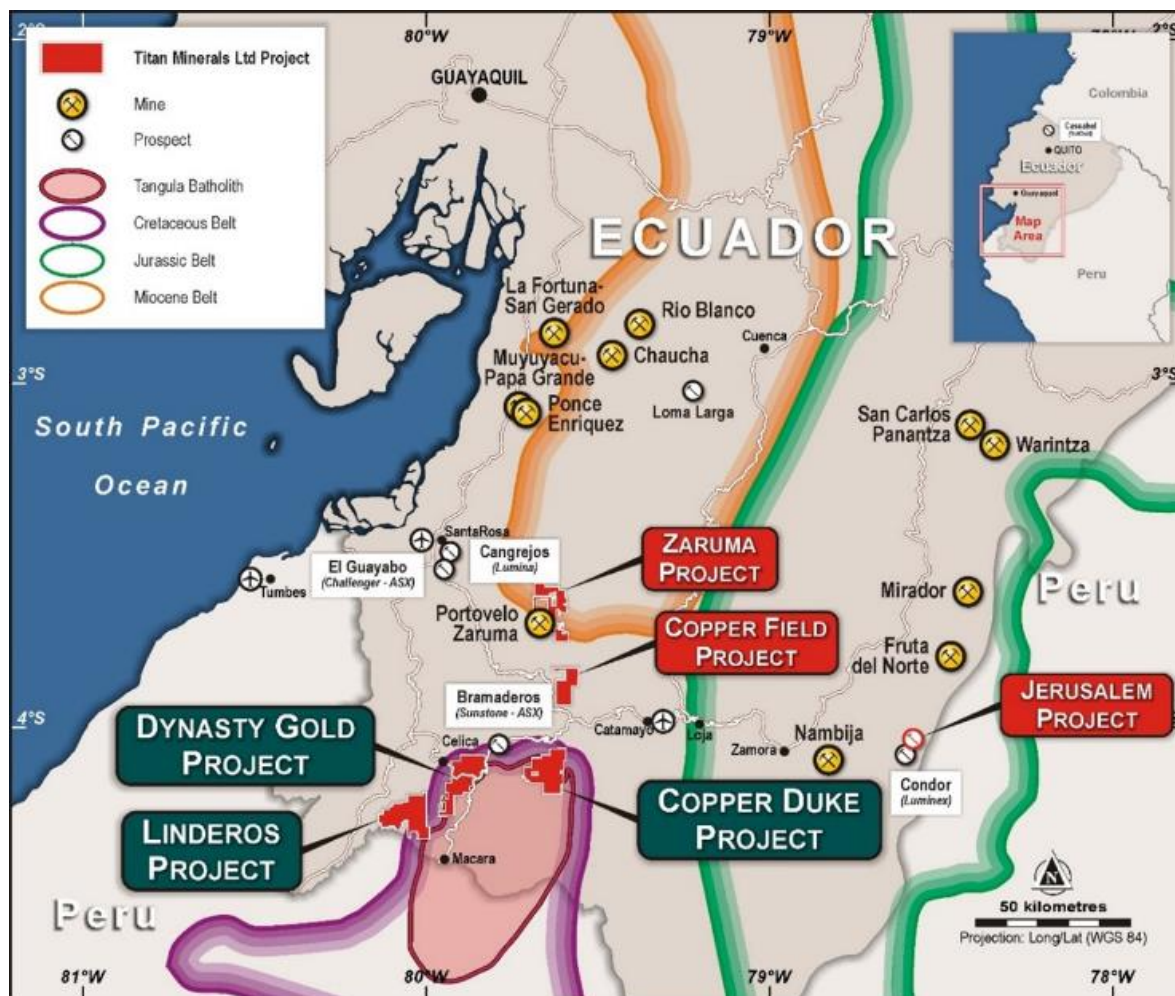 2°S
80°W
79°W
2°S
Titan Minerals Ltd Project
Mine
Prospect
Tangula Batholith
Cretaceous Belt
Jurassic Belt
Miocene Belt
GUAYAQUIL
Colombia
QUITO
Ecuador
Guayaquil
Map
Area
Peru
ECUADOR
La Fortuna-
San Gerado
Rio Blanco
Chaucha
Cuenca
Muyuyacu-
Papa Grande
Ponce
Enriquez
Loma Larga
3°S
3°S
South Pacific
Ocean
San Carlos
Panantza
Warintza
SantaRosa
Cangrejos
(Lumina)
El Guayabo
(Challenger - ASX)
Tumbes
ZARUMA
PROJECT
Portovelo
Zaruma
COPPER FIELD
PROJECT
Mirador
Peru
Fruta
del Norte
JERUSALEM
PROJECT
Bramaderos
(Sunstone - ASX)
4°S
4°S
Catamayo
Loja
Zamora
Nambija
Condor
(Luminex)
DYNASTY GOLD
PROJECT
Celica
COPPER DUKE
PROJECT
LINDEROS
PROJECT
Macara
Peru
N
50 kilometres
Projection: Long/Lat (WGS 84)
81°W
80°W
79°W
78°W